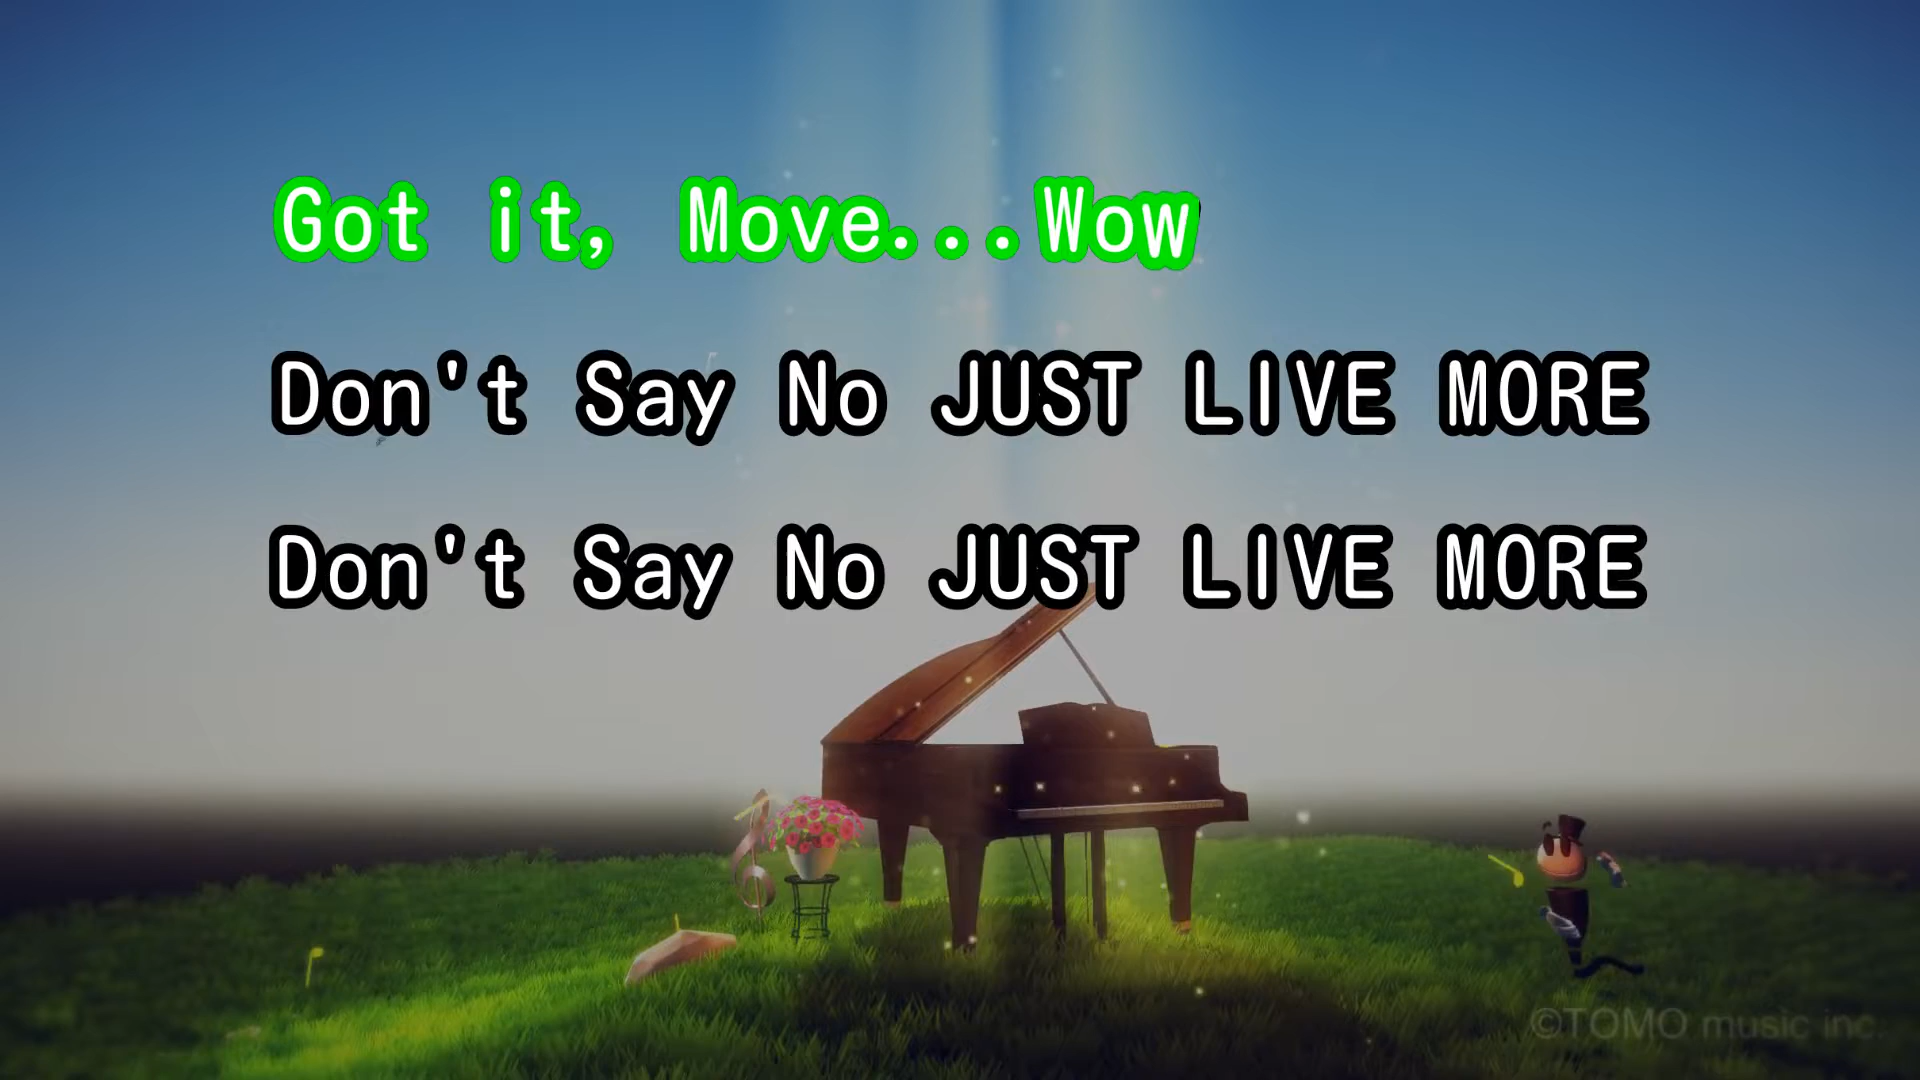 Got it, Move...Wow
Don't Say No JUST LIVE MORE
Don't Say No JUST LIVE MORE
©TOMO music inc.